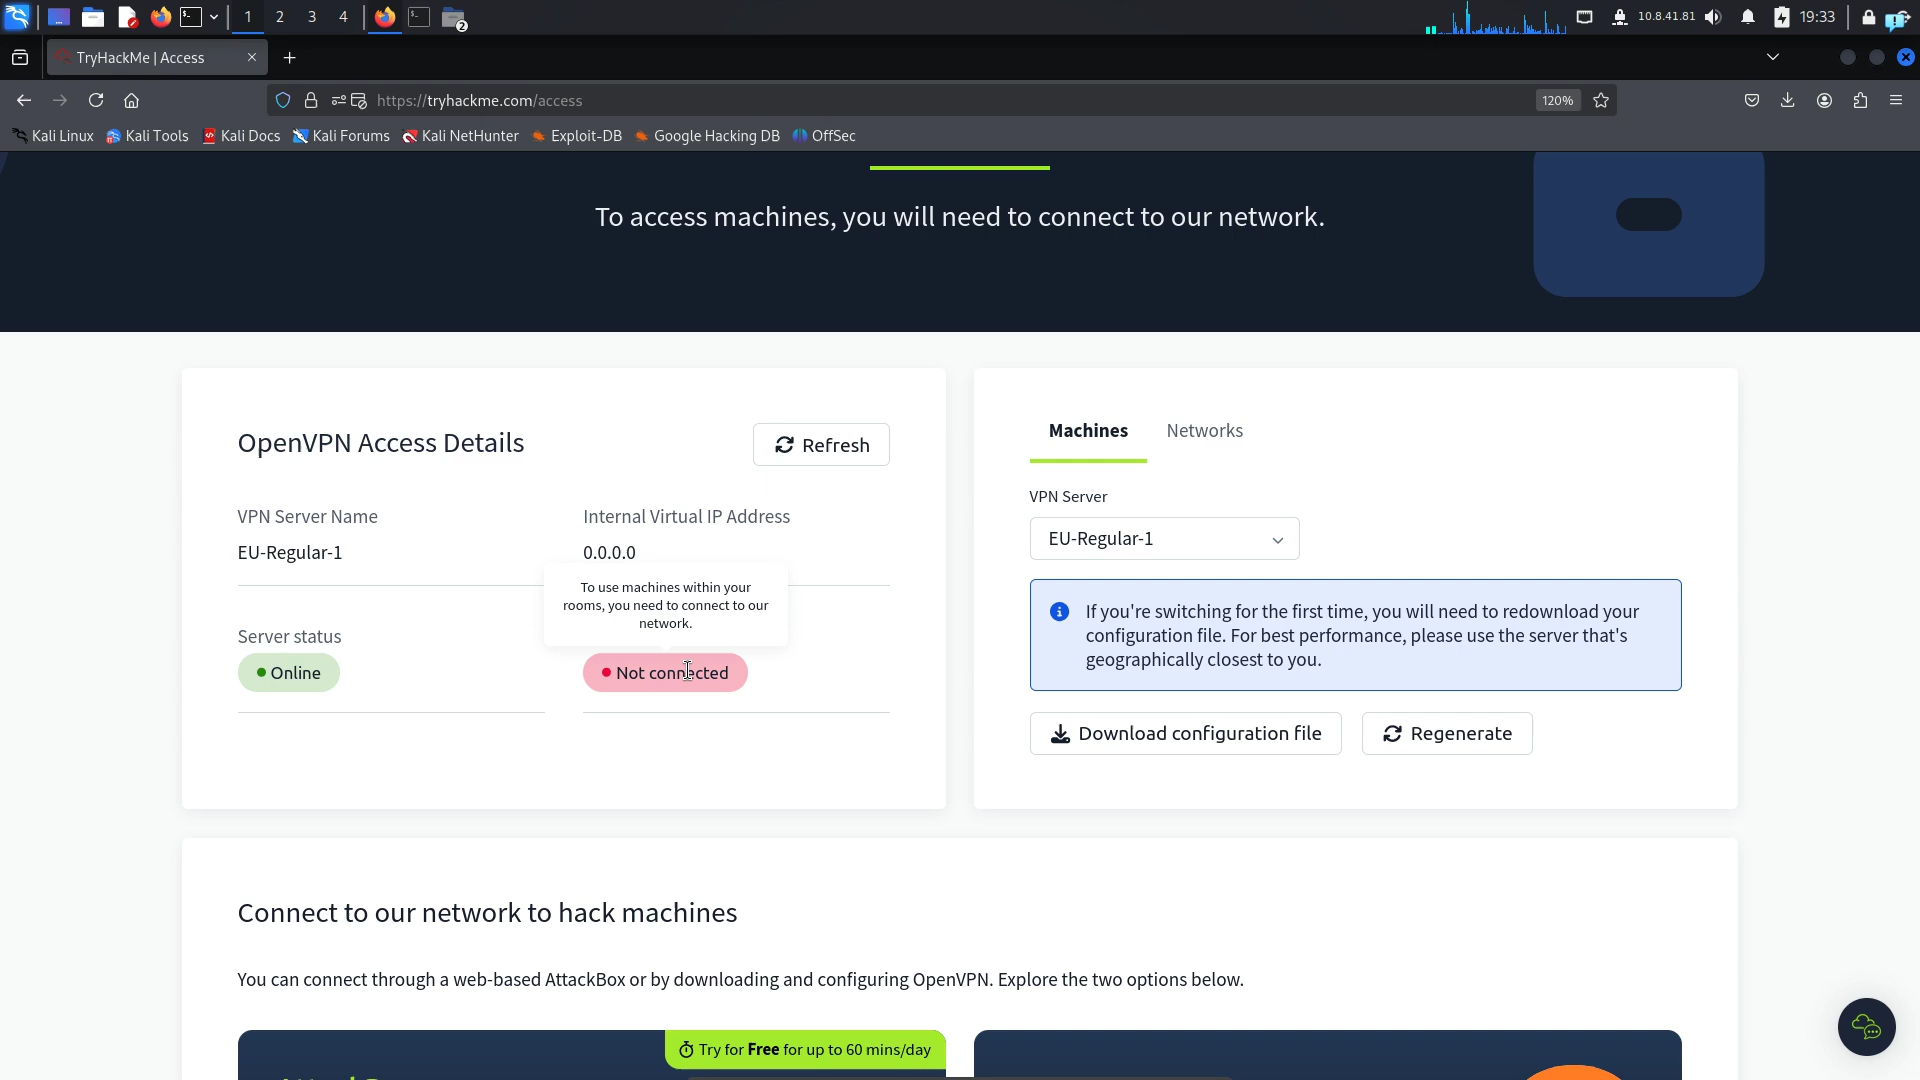 1 2 3 4 2 10.8.41.81 19:33
TryHackMe | Access
https://tryhackme.com/access 120%
Kali Linux Kali Tools Kali Docs Kali Forums Kali NetHunter Exploit-DB Google Hacking DB OffSec
To access machines, you will need to connect to our network.
OpenVPN Access Details
Refresh
VPN Server Name
EU-Regular-1
Internal Virtual IP Address
0.0.0.0
To use machines within your
rooms, you need to connect to our
network.
Server status
Online
Not connected
Machines Networks
VPN Server
EU-Regular-1
If you're switching for the first time, you will need to redownload your
configuration file. For best performance, please use the server that's
geographically closest to you.
Download configuration file Regenerate
Connect to our network to hack machines
You can connect through a web-based AttackBox or by downloading and configuring OpenVPN. Explore the two options below.
Try for Free for up to 60 mins/day